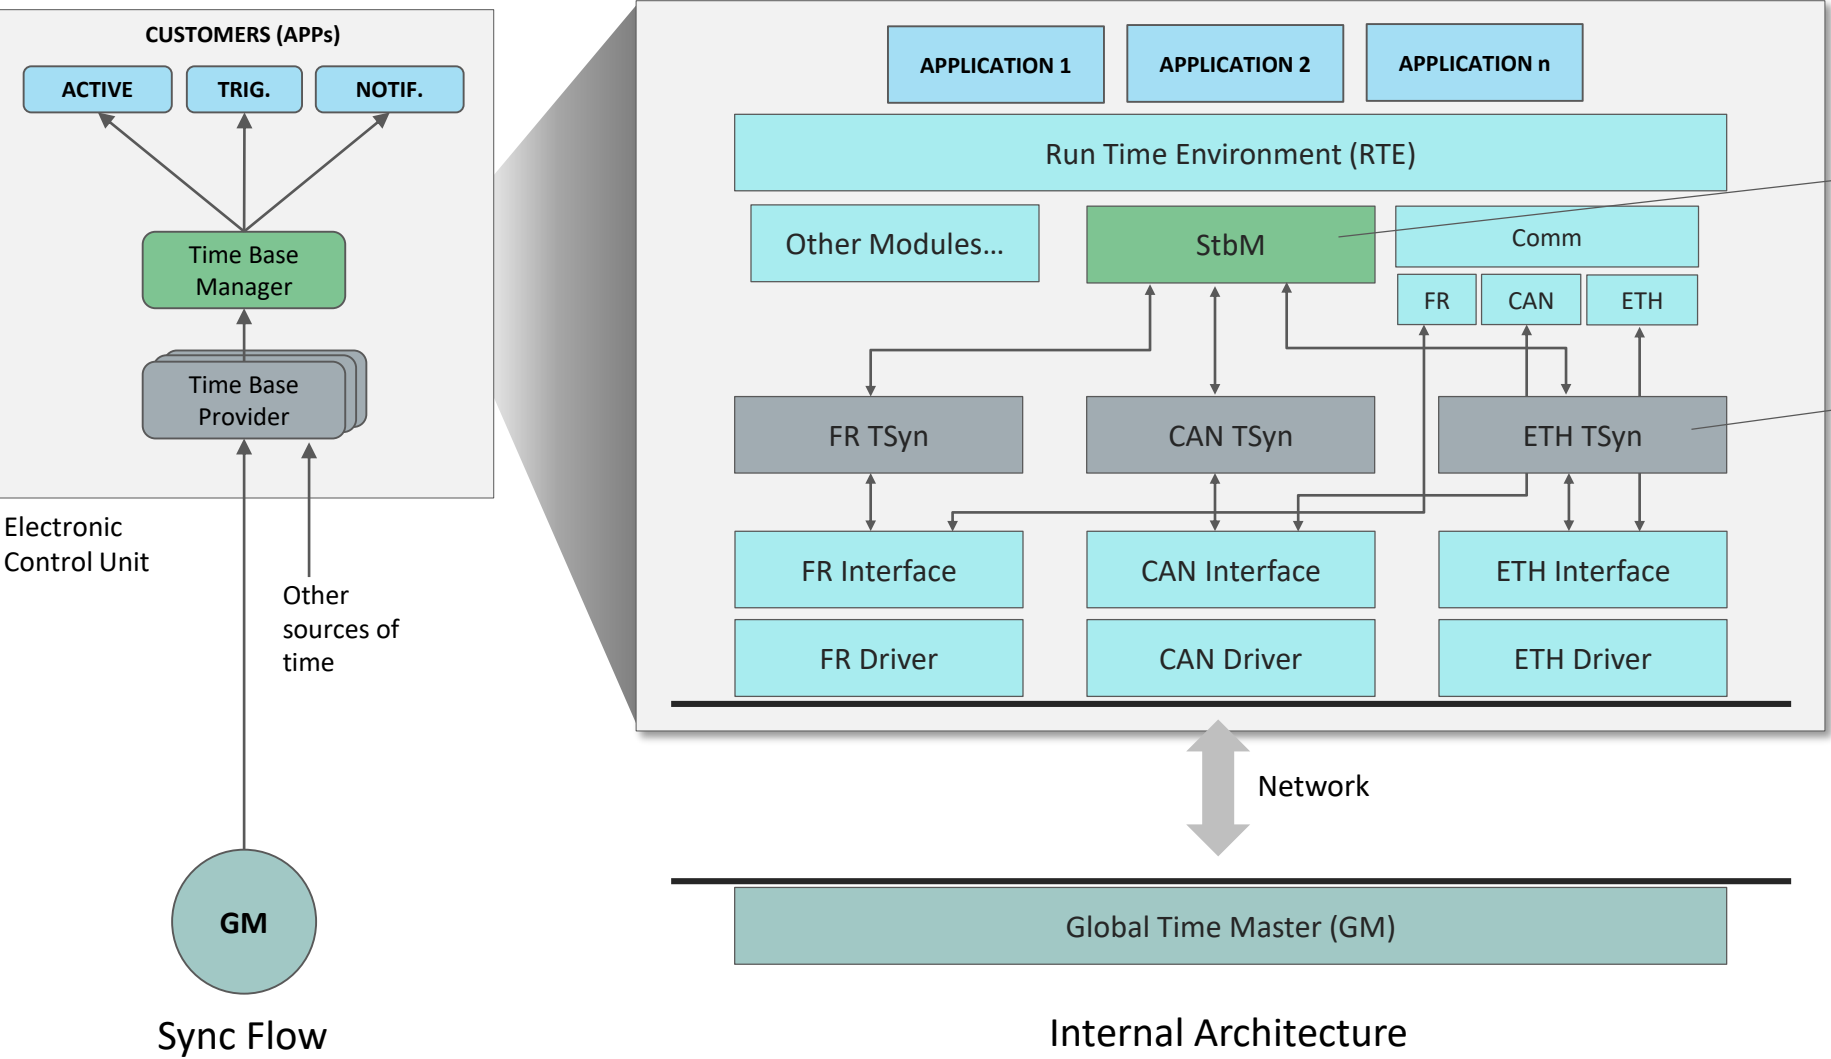 CUSTOMERS (APPs)
ACTIVE
TRIG.
NOTIF.
Time Base
Manager
Time Base
Provider
Electronic
Control Unit
Other
sources of
time
GM
Sync Flow
APPLICATION 1
APPLICATION 2
APPLICATION n
Run Time Environment (RTE)
Other Modules...
StbM
Comm
FR
CAN
ETH
FR TSyn
CAN TSyn
ETH TSyn
FR Interface
CAN Interface
ETH Interface
FR Driver
CAN Driver
ETH Driver
Network
Global Time Master (GM)
Internal Architecture